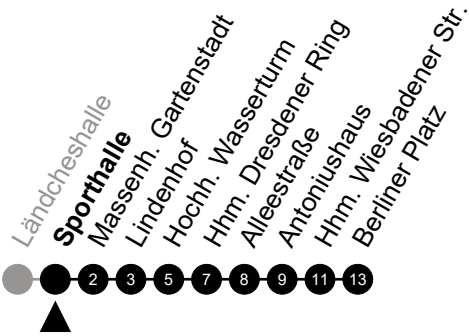 Ländcheshalle
Sporthalle
Massenh. Gartenstadt
Lindenhof
Hochh. Wasserturm
Hhm. Dresdener Ring
Alleestraße
Antoniushaus
Hhm. Wiesbadener Str.
Berliner Platz
2 3 5 7 8 9 11 13